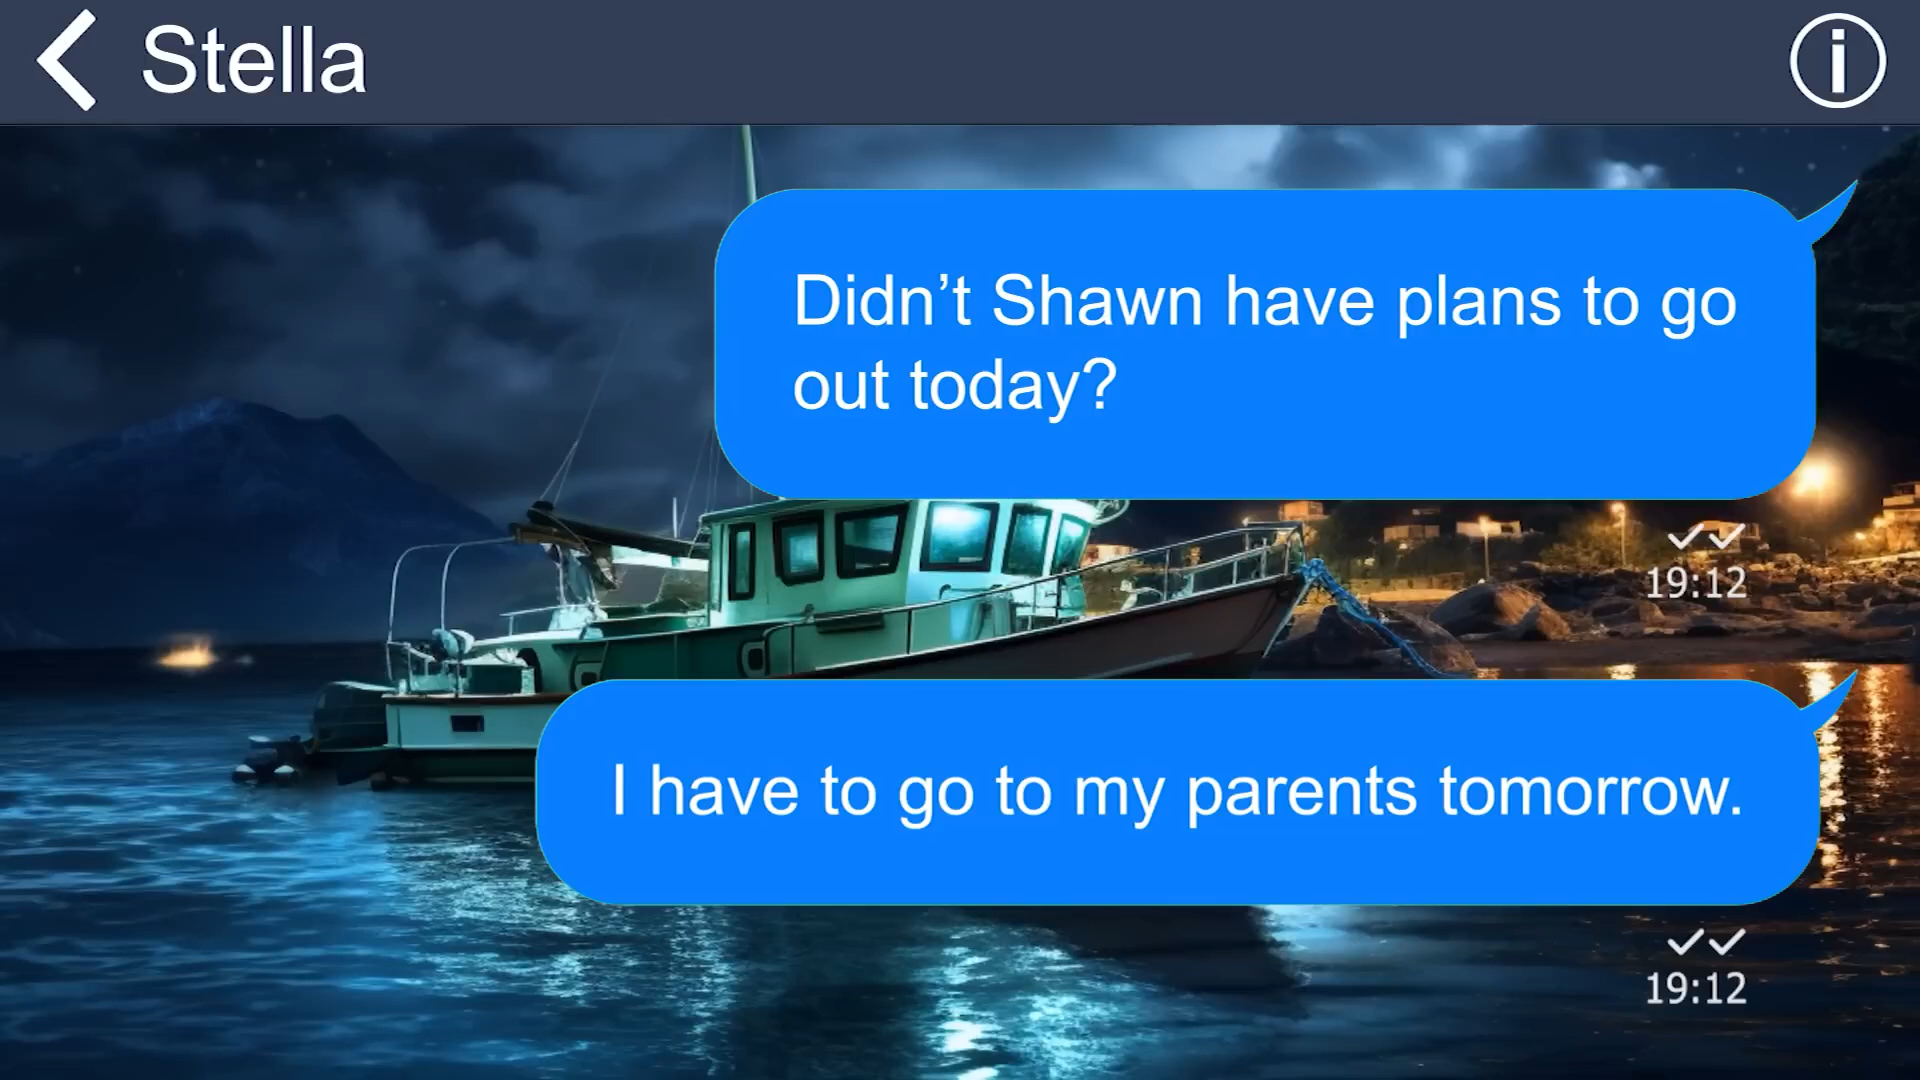 Stella
Didn’t Shawn have plans to go
out today?
19:12
I have to go to my parents tomorrow.
19:12